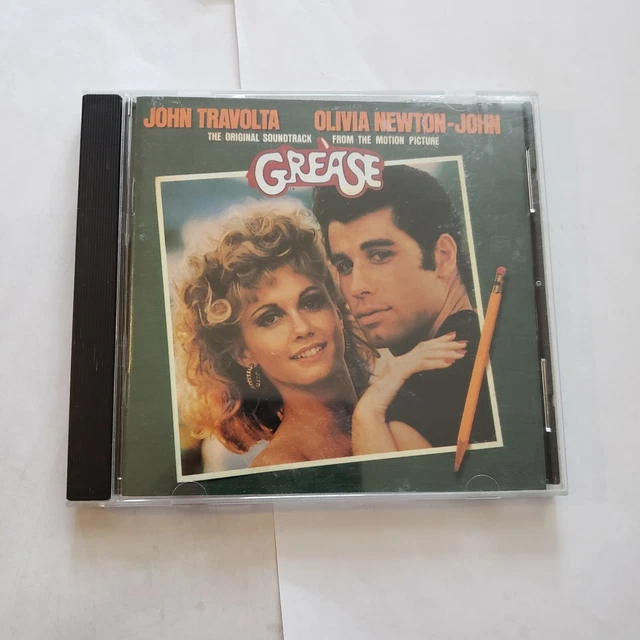 JOHN TRAVOLTA OLIVIA NEWTON-JOHN
THE ORIGINAL SOUNDTRACK FROM THE MOTION PICTURE
GREASE